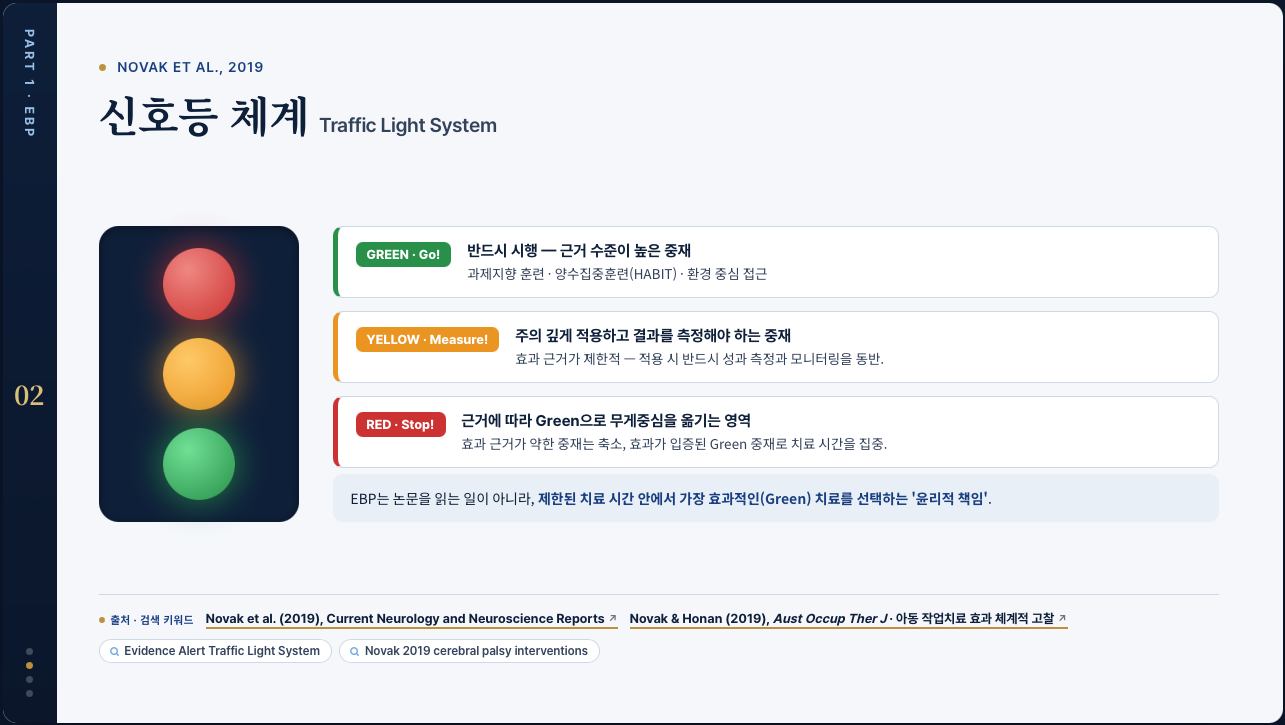 PART 1 · EBP
02
NOVAK ET AL., 2019
신호등 체계 Traffic Light System
GREEN · Go!
반드시 시행 — 근거 수준이 높은 중재
과제지향 훈련 · 양수집중훈련(HABIT) · 환경 중심 접근
YELLOW · Measure!
주의 깊게 적용하고 결과를 측정해야 하는 중재
효과 근거가 제한적 — 적용 시 반드시 성과 측정과 모니터링을 동반.
RED · Stop!
근거에 따라 Green으로 무게중심을 옮기는 영역
효과 근거가 약한 중재는 축소, 효과가 입증된 Green 중재로 치료 시간을 집중.
EBP는 논문을 읽는 일이 아니라, 제한된 치료 시간 안에서 가장 효과적인(Green) 치료를 선택하는 '윤리적 책임'.
출처 · 검색 키워드 Novak et al. (2019), Current Neurology and Neuroscience Reports ↗ Novak & Honan (2019), Aust Occup Ther J · 아동 작업치료 효과 체계적 고찰 ↗
Evidence Alert Traffic Light System Novak 2019 cerebral palsy interventions